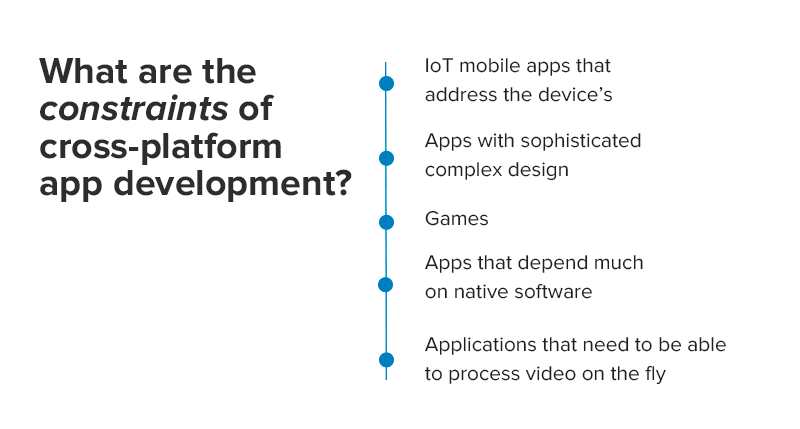 What are the
constraints of
cross-platform
app development?
IoT mobile apps that
address the device’s
Apps with sophisticated
complex design
Games
Apps that depend much
on native software
Applications that need to be able
to process video on the fly